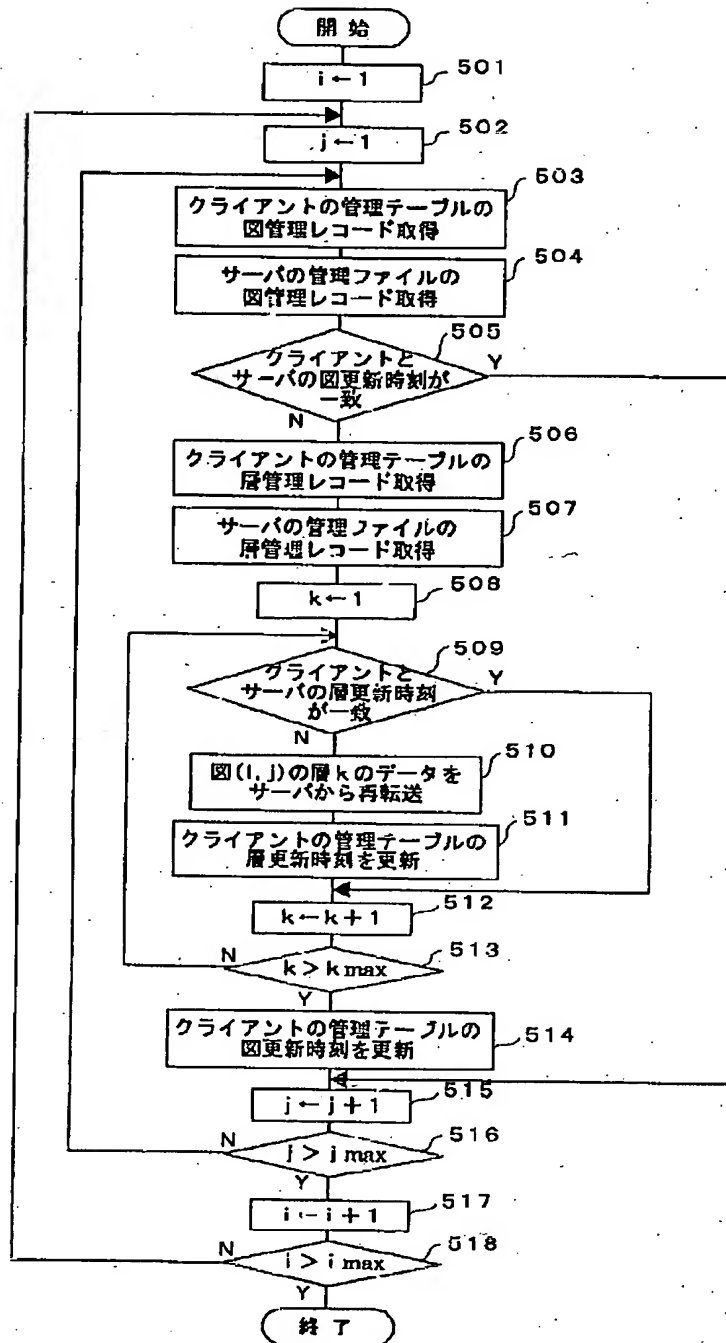 開始
501
i←1
502
j←1
503
クライアントの管理テーブルの
図管理レコード取得
504
サーバの管理ファイルの
図管理レコード取得
505
クライアントと
サーバの図更新時刻が
一致
Y
N
506
クライアントの管理テーブルの
層管理レコード取得
507
サーバの管理ファイルの
層管理レコード取得
508
k←1
509
クライアントと
サーバの層更新時刻
が一致
Y
N
510
図(i,j)の層kのデータを
サーバから再転送
511
クライアントの管理テーブルの
層更新時刻を更新
512
k←k+1
513
N
k>k max
Y
クライアントの管理テーブルの
図更新時刻を更新
514
515
j←j+1
N
516
j>j max
Y
517
i←i+1
N
518
i>i max
Y
終了